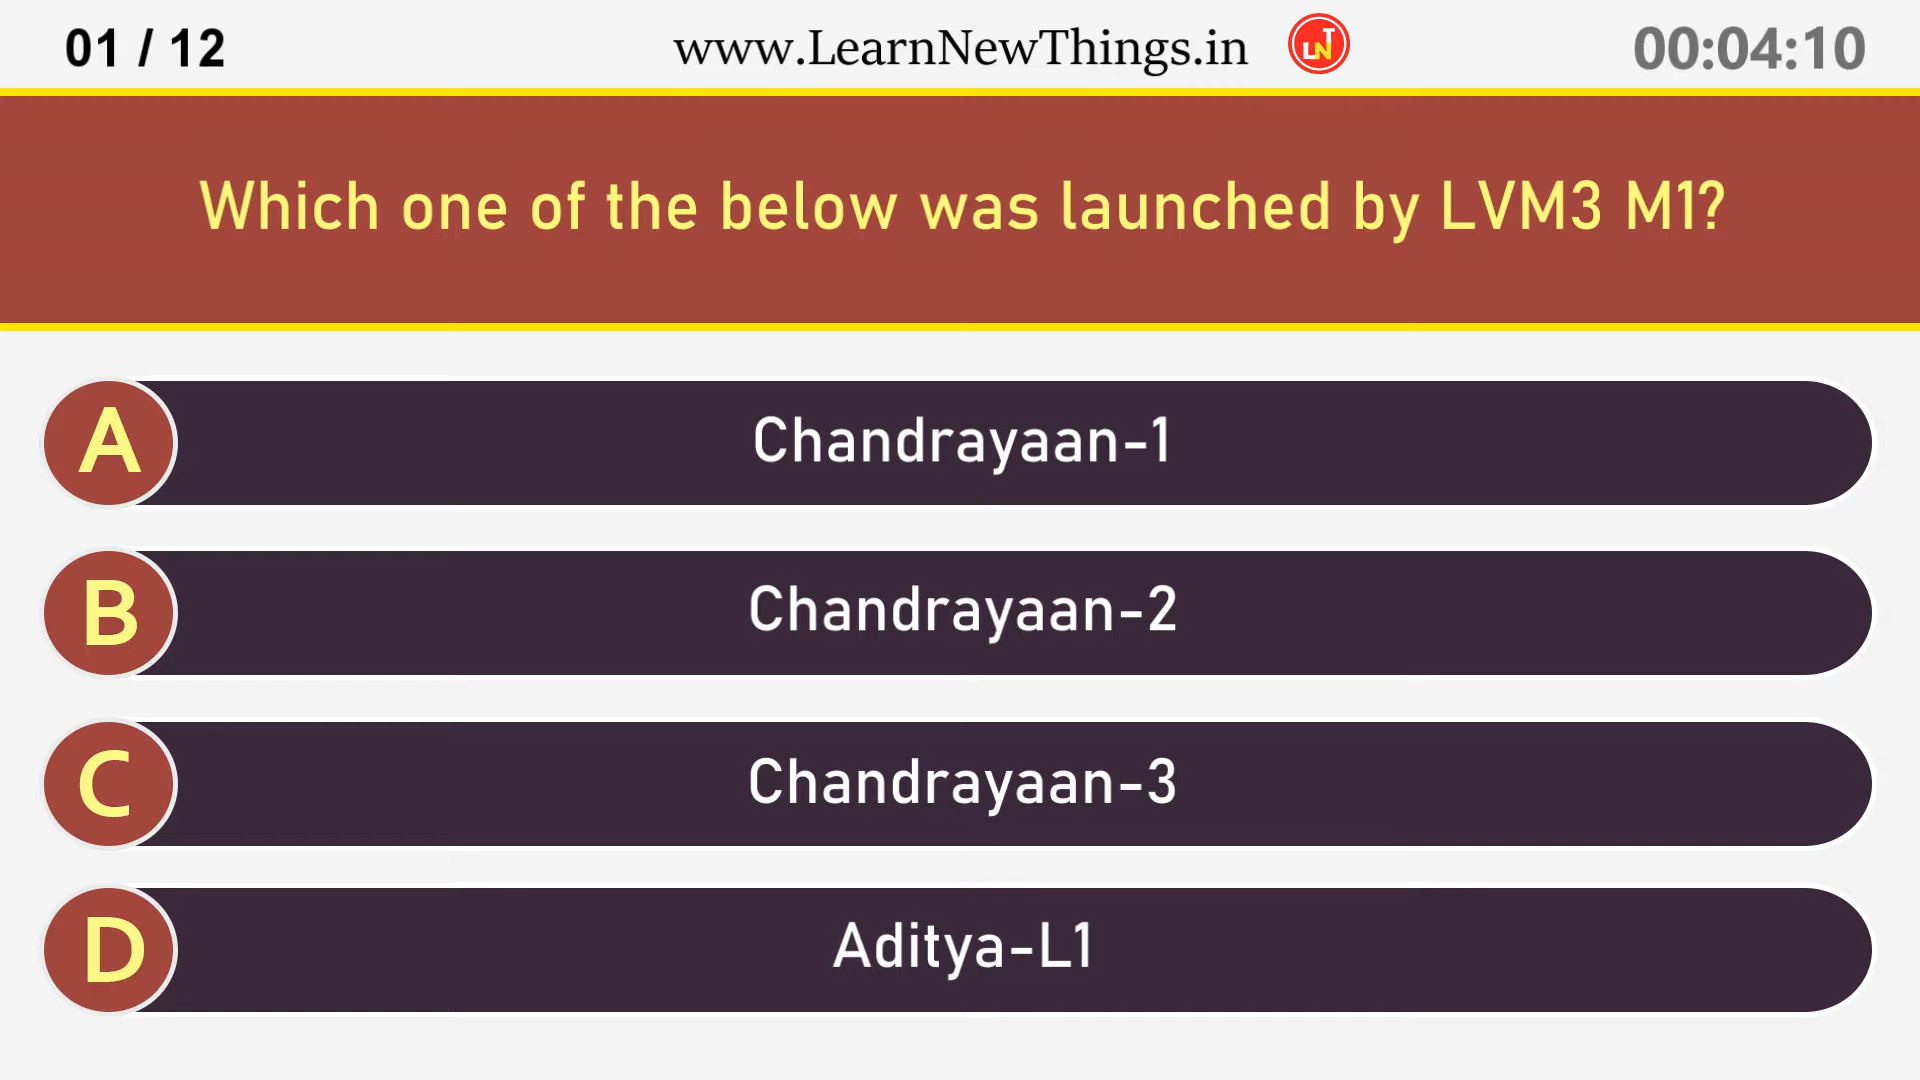 01 / 12
www.LearnNewThings.in
LNT
00:04:10
Which one of the below was launched by LVM3 M1?
A
Chandrayaan-1
B
Chandrayaan-2
C
Chandrayaan-3
D
Aditya-L1